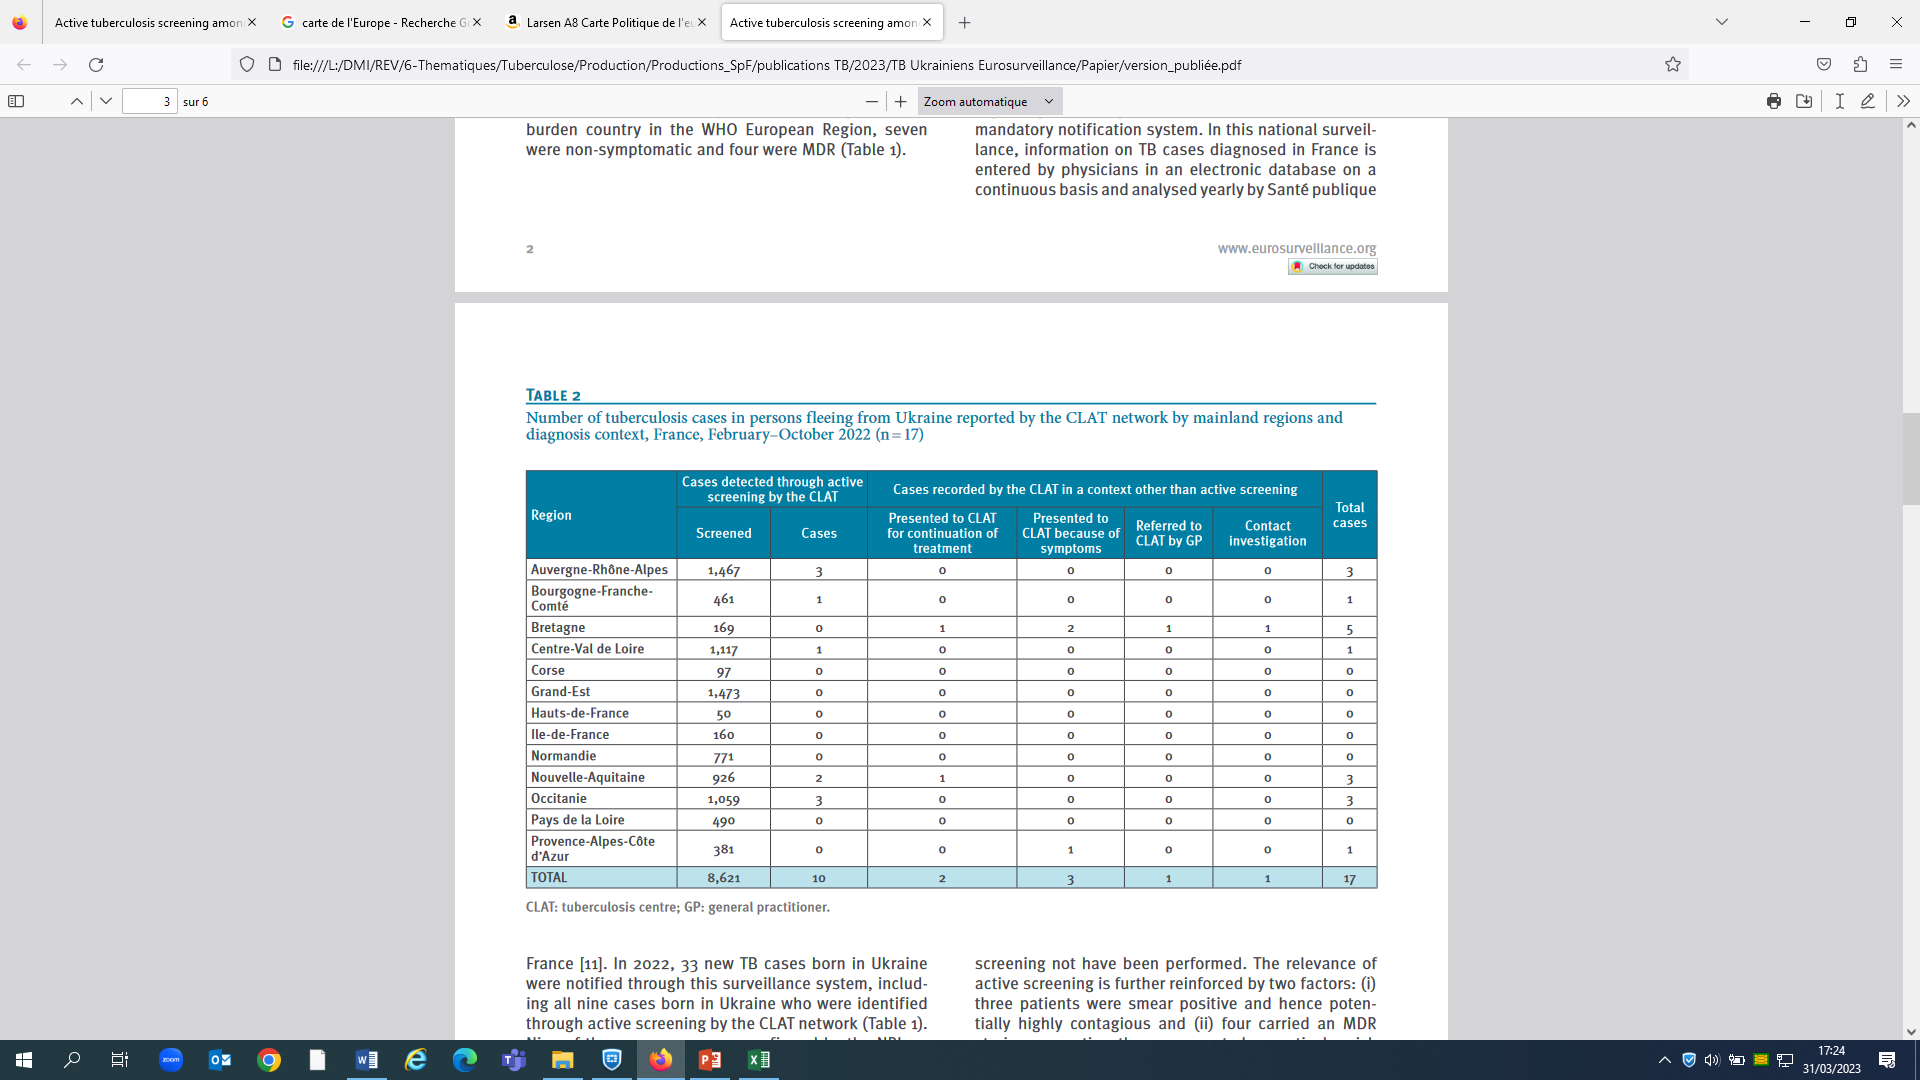 Active tuberculosis screening amon
carte de l'Europe - Recherche G
Larsen A8 Carte Politique de l'eu
Active tuberculosis screening amon
file:///L:/DMI/REV/6-Thematiques/Tuberculose/Production/Productions_SpF/publications TB/2023/TB Ukrainiens Eurosurveillance/Papier/version_publiée.pdf
3 sur 6
Zoom automatique
burden country in the WHO European Region, seven
were non-symptomatic and four were MDR (Table 1).
mandatory notification system. In this national surveil-
lance, information on TB cases diagnosed in France is
entered by physicians in an electronic database on a
continuous basis and analysed yearly by Santé publique
2
www.eurosurveillance.org
Check for updates
TABLE 2
Number of tuberculosis cases in persons fleeing from Ukraine reported by the CLAT network by mainland regions and
diagnosis context, France, February–October 2022 (n = 17)
Region
Cases detected through active
screening by the CLAT
Cases recorded by the CLAT in a context other than active screening
Total
cases
Screened
Cases
Presented to CLAT
for continuation of
treatment
Presented to
CLAT because of
symptoms
Referred to
CLAT by GP
Contact
investigation
Auvergne-Rhône-Alpes 1,467 3 0 0 0 0 3
Bourgogne-Franche-
Comté 461 1 0 0 0 0 1
Bretagne 169 0 1 2 1 1 5
Centre-Val de Loire 1,117 1 0 0 0 0 1
Corse 97 0 0 0 0 0 0
Grand-Est 1,473 0 0 0 0 0 0
Hauts-de-France 50 0 0 0 0 0 0
Ile-de-France 160 0 0 0 0 0 0
Normandie 771 0 0 0 0 0 0
Nouvelle-Aquitaine 926 2 1 0 0 0 3
Occitanie 1,059 3 0 0 0 0 3
Pays de la Loire 490 0 0 0 0 0 0
Provence-Alpes-Côte
d'Azur 381 0 0 1 0 0 1
TOTAL 8,621 10 2 3 1 1 17
CLAT: tuberculosis centre; GP: general practitioner.
France [11]. In 2022, 33 new TB cases born in Ukraine
were notified through this surveillance system, includ-
ing all nine cases born in Ukraine who were identified
through active screening by the CLAT network (Table 1).
screening not have been performed. The relevance of
active screening is further reinforced by two factors: (i)
three patients were smear positive and hence poten-
tially highly contagious and (ii) four carried an MDR
zoom
17:24
31/03/2023